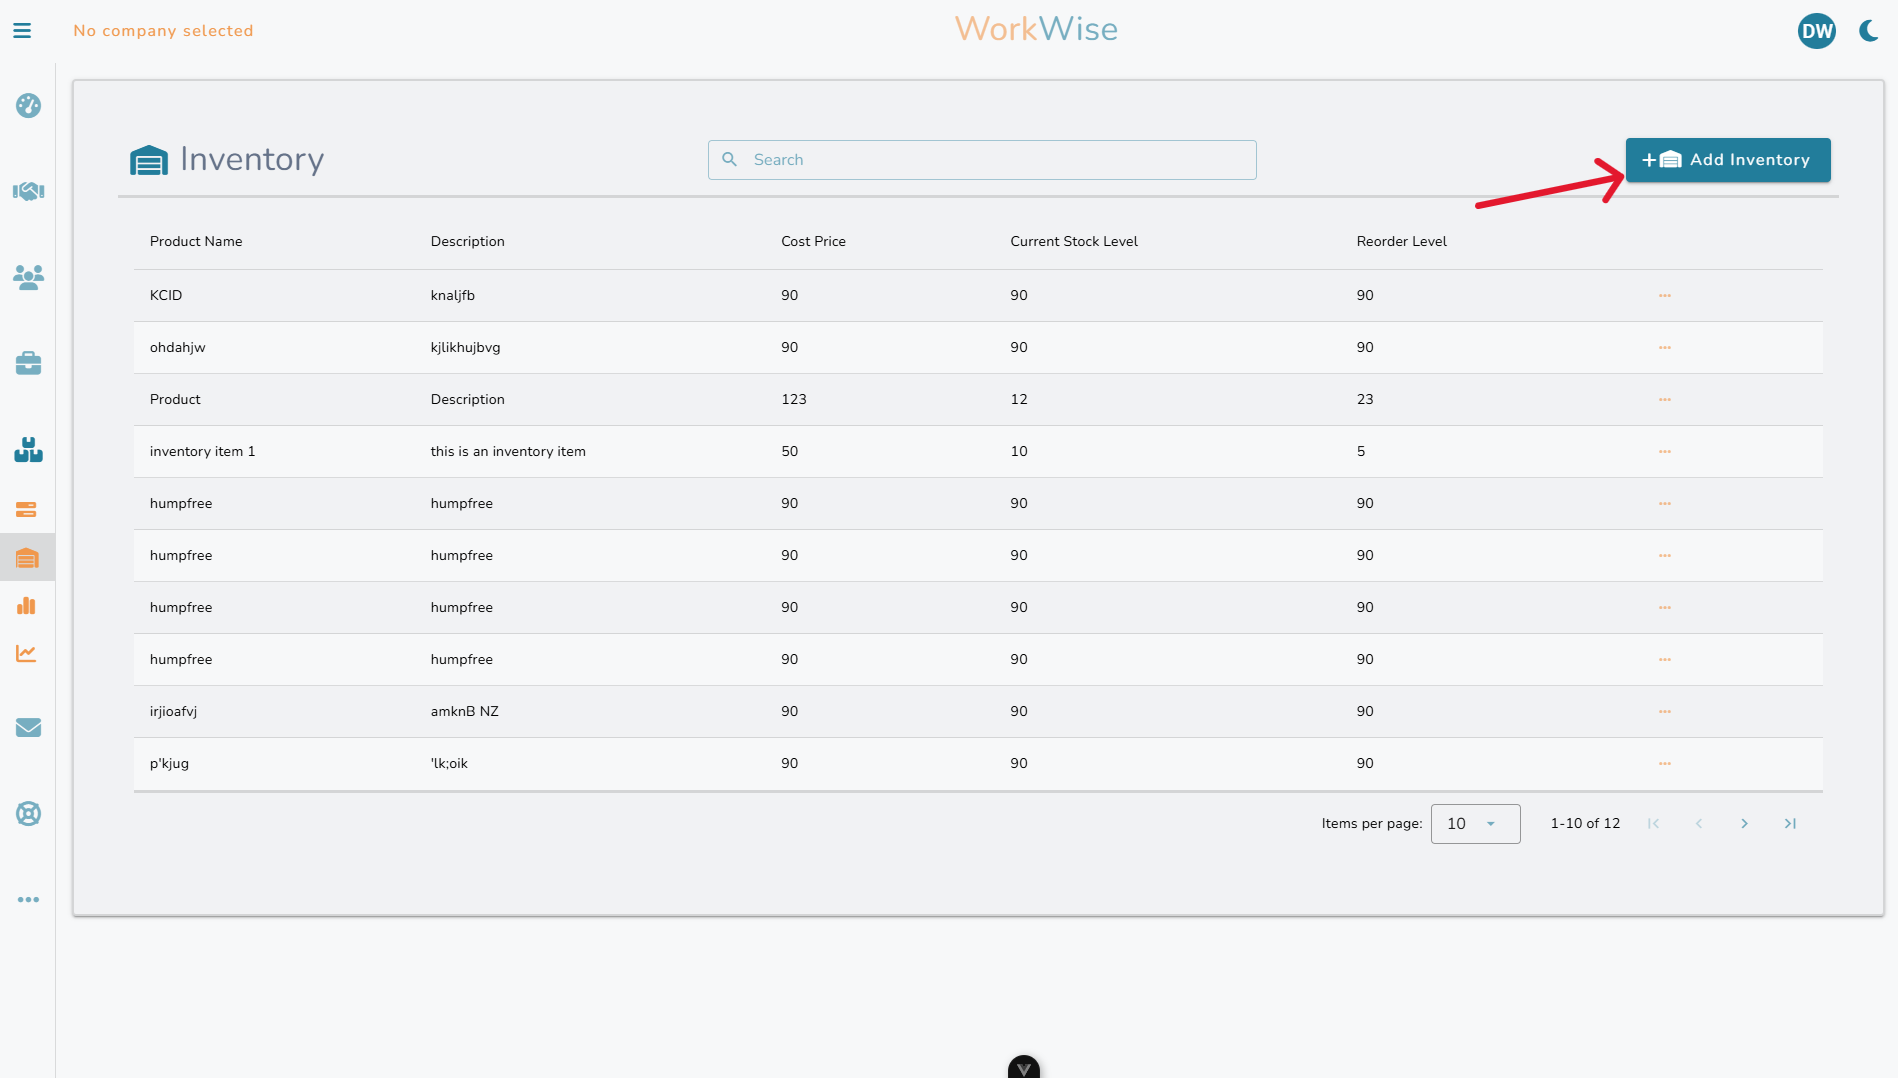 No company selected
WorkWise
DW
Inventory
Search
Add Inventory
Product Name Description Cost Price Current Stock Level Reorder Level
KCID knaljfb 90 90 90
ohdahjw kjlikhujbvg 90 90 90
Product Description 123 12 23
inventory item 1 this is an inventory item 50 10 5
humpfree humpfree 90 90 90
humpfree humpfree 90 90 90
humpfree humpfree 90 90 90
humpfree humpfree 90 90 90
irjioafvj amknB NZ 90 90 90
p'kjug 'lk;oik 90 90 90
Items per page: 10 1-10 of 12